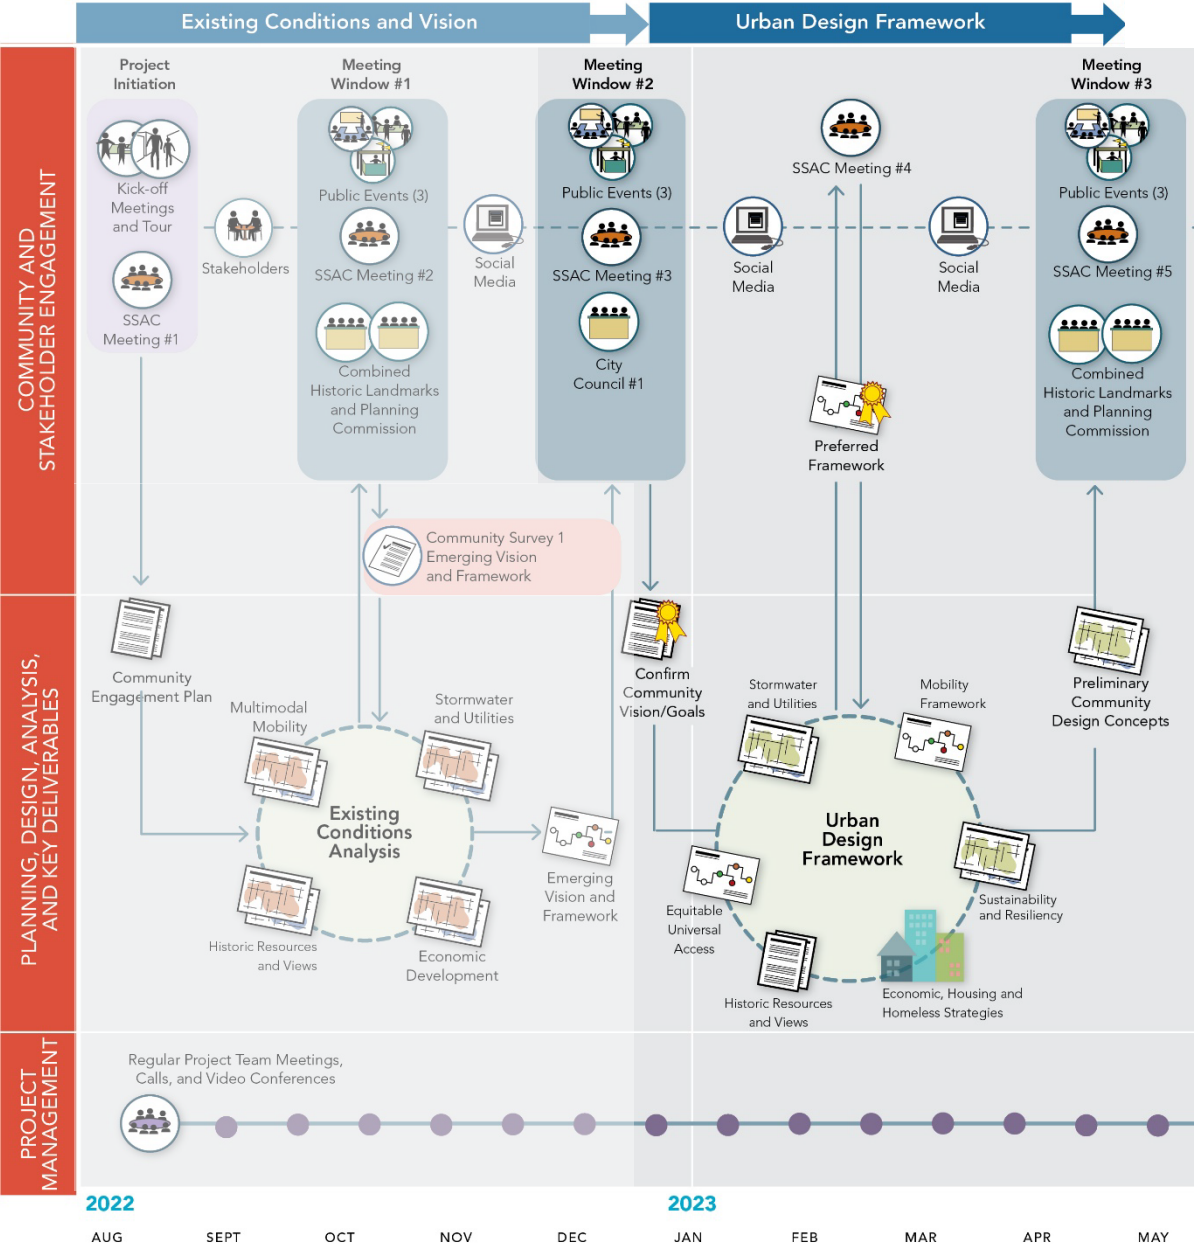 Existing Conditions and Vision
Urban Design Framework
COMMUNITY AND
STAKEHOLDER ENGAGEMENT
Project
Initiation
Kick-off
Meetings
and Tour
SSAC
Meeting #1
Stakeholders
Meeting
Window #1
Public Events (3)
SSAC Meeting #2
Combined
Historic Landmarks
and Planning
Commission
Social
Media
Meeting
Window #2
Public Events (3)
SSAC Meeting #3
City
Council #1
Social
Media
SSAC Meeting #4
Preferred
Framework
Social
Media
Meeting
Window #3
Public Events (3)
SSAC Meeting #5
Combined
Historic Landmarks
and Planning
Commission
Community Survey 1
Emerging Vision
and Framework
PLANNING, DESIGN, ANALYSIS,
AND KEY DELIVERABLES
Community
Engagement Plan
Multimodal
Mobility
Stormwater
and Utilities
Existing
Conditions
Analysis
Historic Resources
and Views
Economic
Development
Emerging
Vision and
Framework
Confirm
Community
Vision/Goals
Stormwater
and Utilities
Mobility
Framework
Urban
Design
Framework
Equitable
Universal
Access
Sustainability
and Resiliency
Historic Resources
and Views
Economic, Housing and
Homeless Strategies
Preliminary
Community
Design Concepts
PROJECT
MANAGEMENT
Regular Project Team Meetings,
Calls, and Video Conferences
2022
2023
AUG
SEPT
OCT
NOV
DEC
JAN
FEB
MAR
APR
MAY